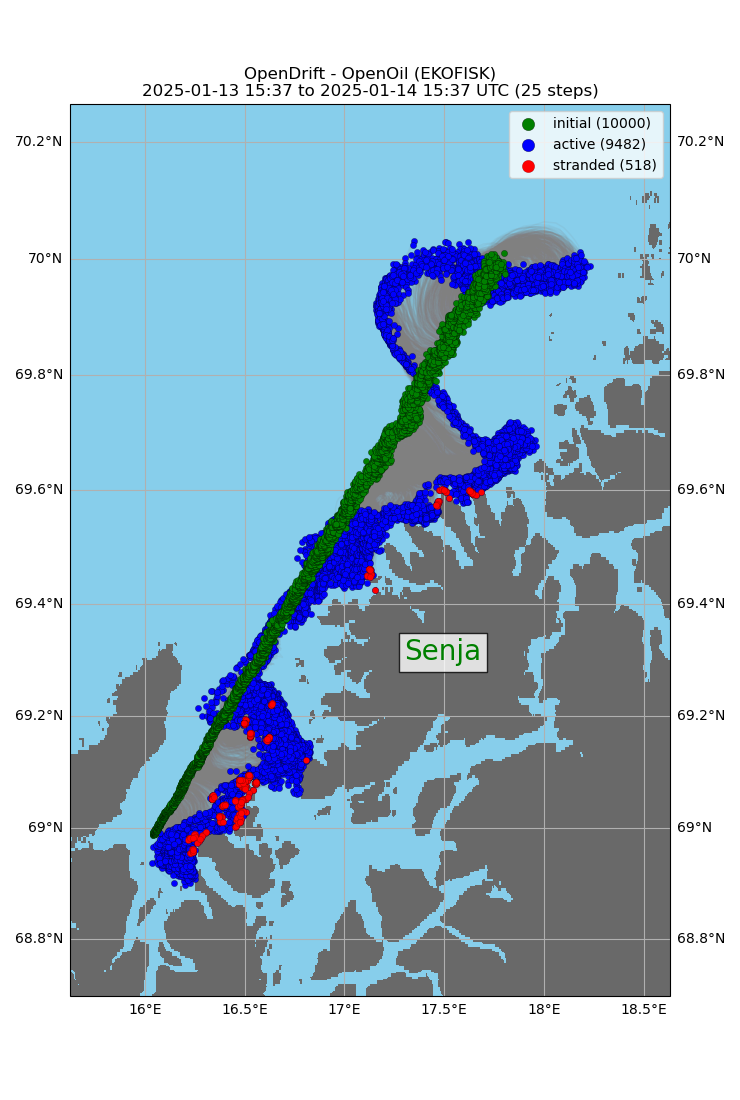 OpenDrift - OpenOil (EKOFISK)
2025-01-13 15:37 to 2025-01-14 15:37 UTC (25 steps)
initial (10000)
active (9482)
stranded (518)
70.2°N
70.2°N
70°N
70°N
69.8°N
69.8°N
69.6°N
69.6°N
69.4°N
69.4°N
Senja
69.2°N
69.2°N
69°N
69°N
68.8°N
68.8°N
16°E
16.5°E
17°E
17.5°E
18°E
18.5°E